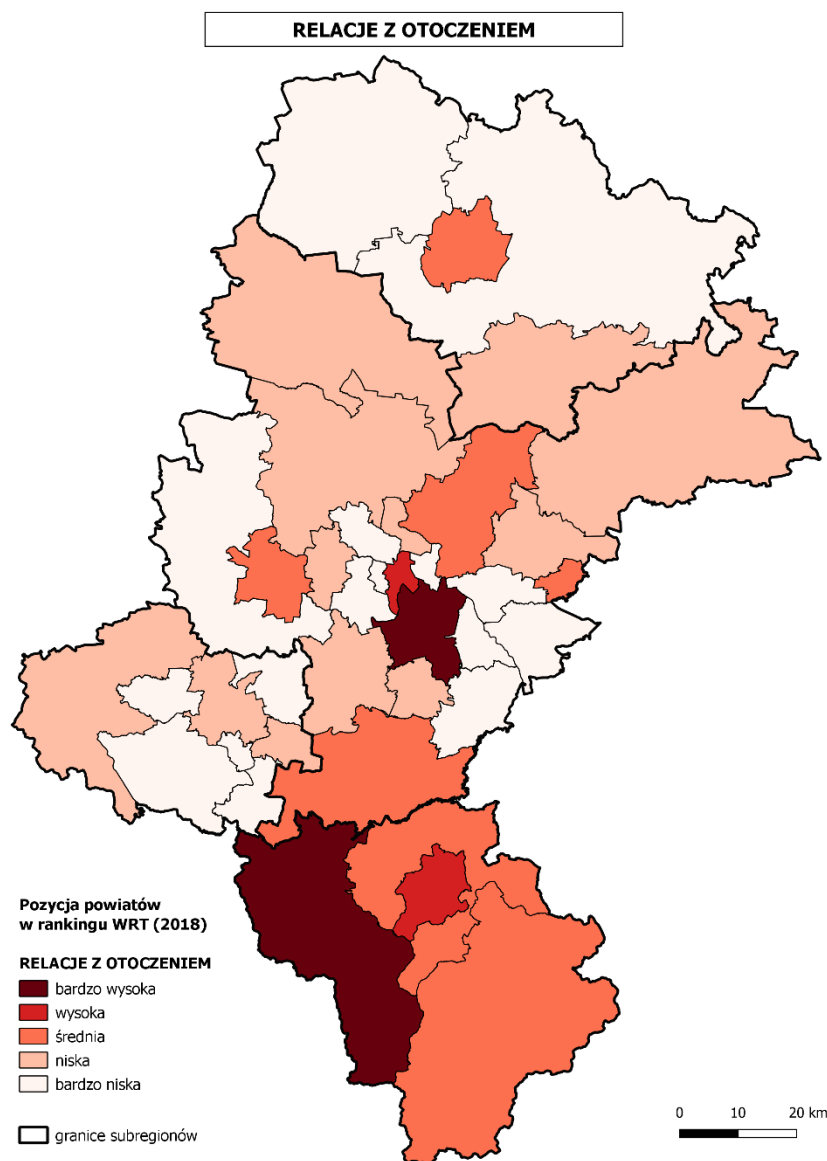 RELACJE Z OTOCZENIEM
Pozycja powiatów
w rankingu WRT (2018)
RELACJE Z OTOCZENIEM
bardzo wysoka
wysoka
średnia
niska
bardzo niska
granice subregionów
0 10 20 km